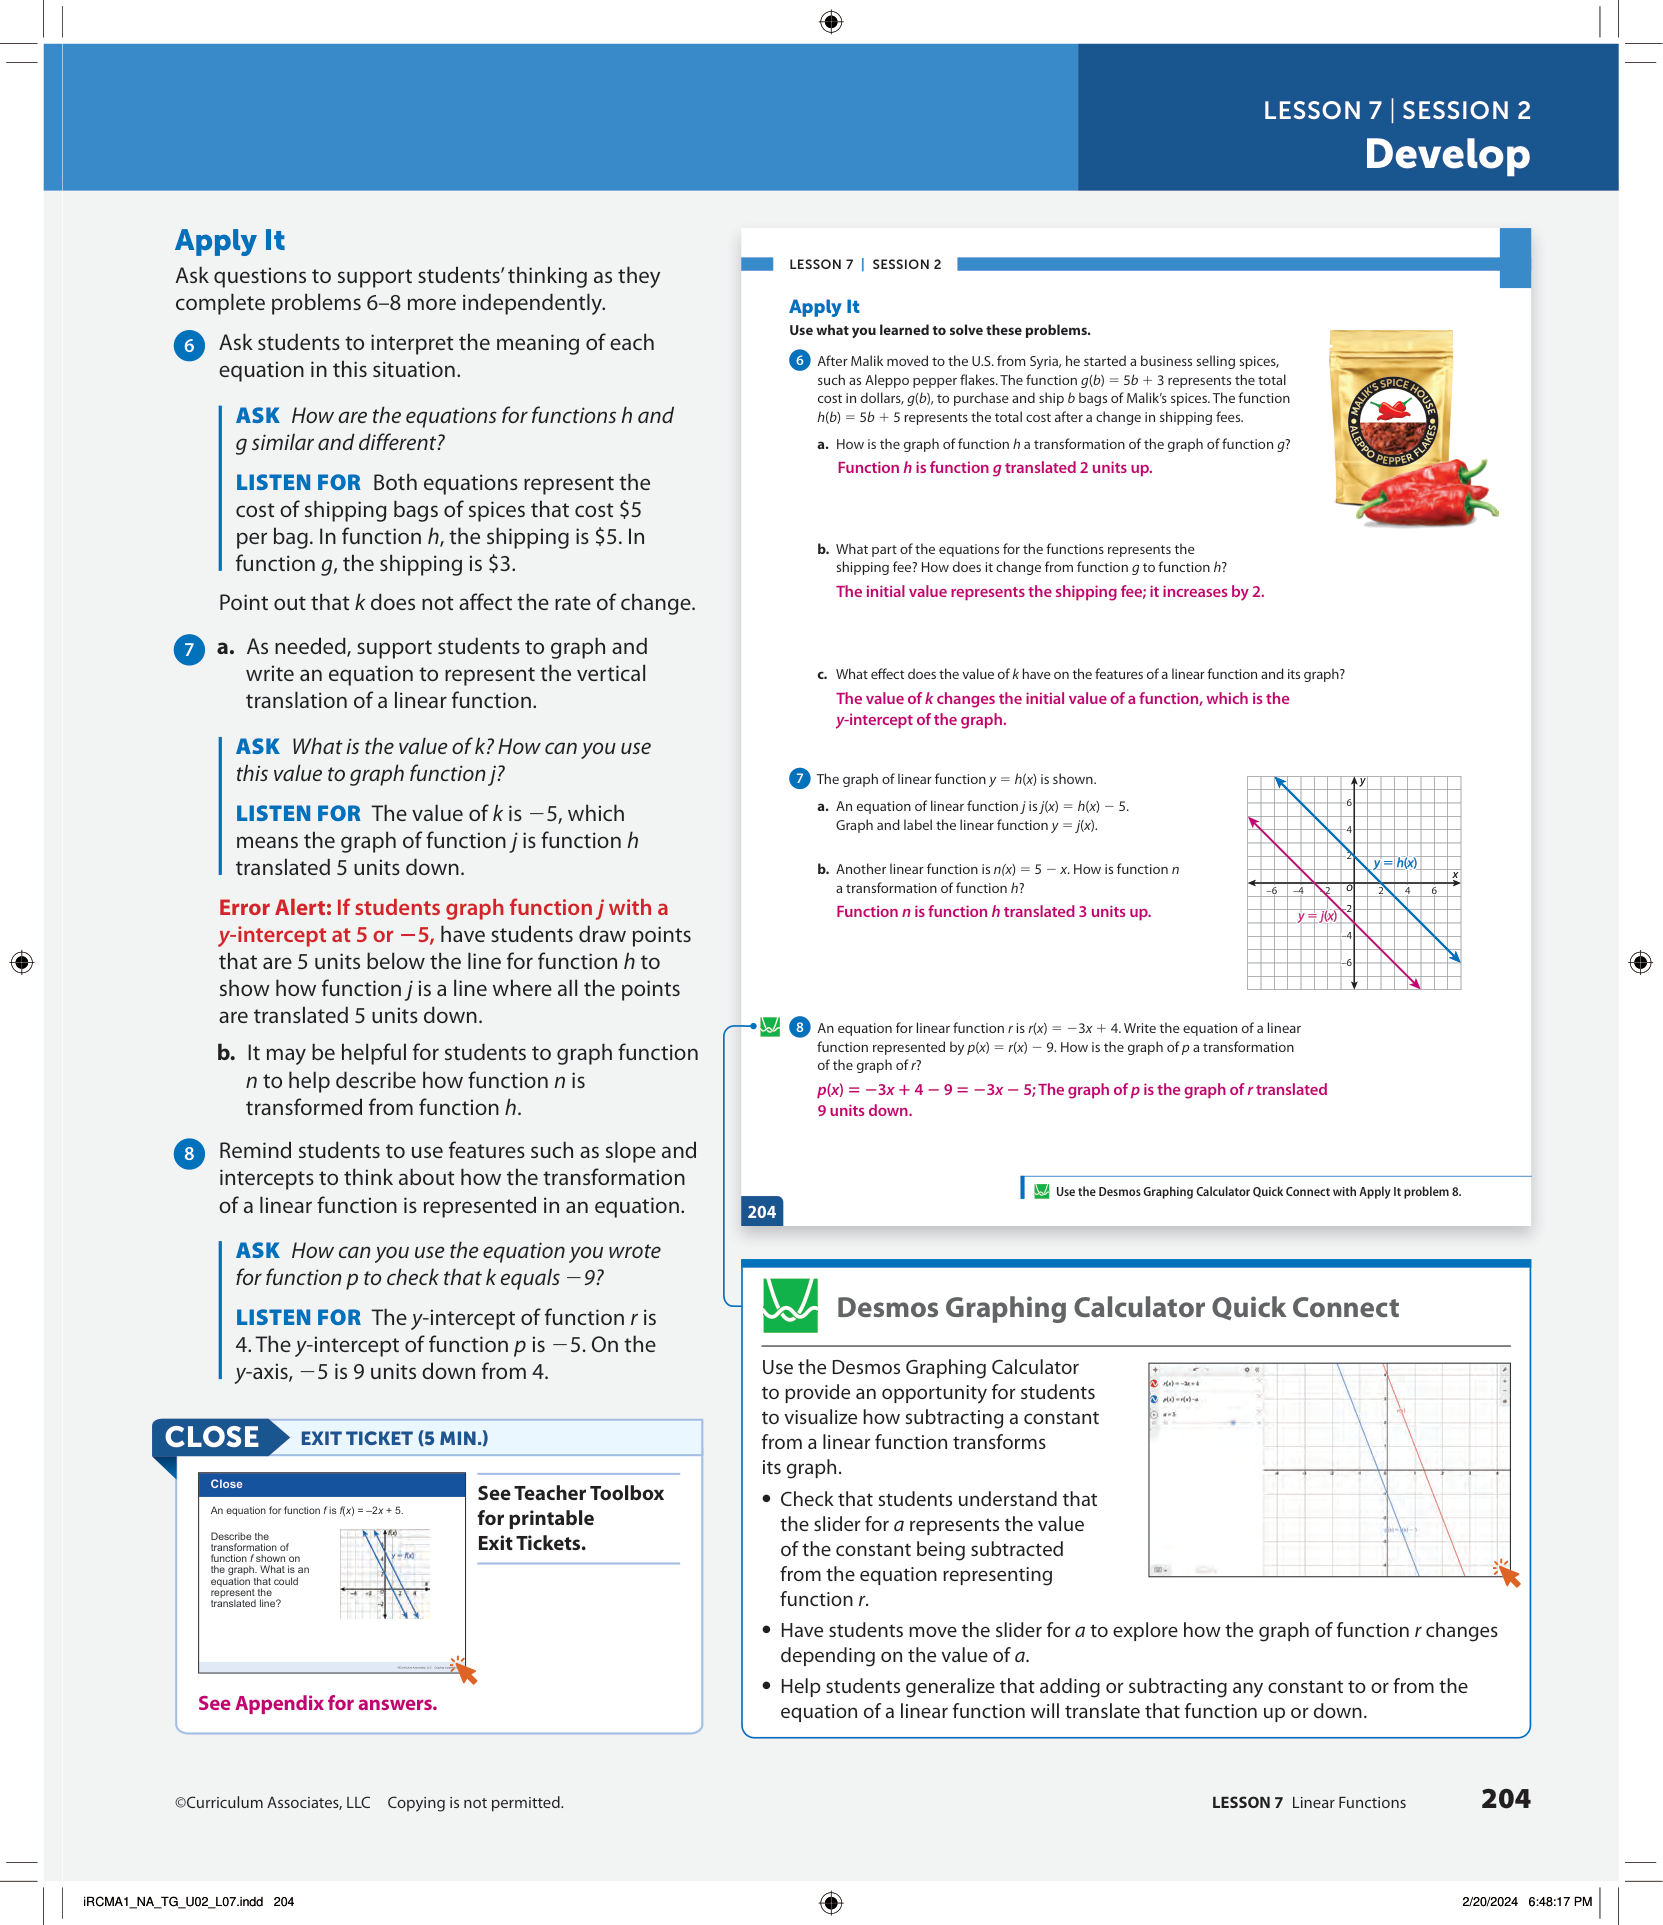 LESSON 7 | SESSION 2
Develop
Apply It
Ask questions to support students’ thinking as they
complete problems 6–8 more independently.
6 Ask students to interpret the meaning of each
equation in this situation.
ASK How are the equations for functions h and
g similar and different?
LISTEN FOR Both equations represent the
cost of shipping bags of spices that cost $5
per bag. In function h, the shipping is $5. In
function g, the shipping is $3.
Point out that k does not affect the rate of change.
7 a. As needed, support students to graph and
write an equation to represent the vertical
translation of a linear function.
ASK What is the value of k? How can you use
this value to graph function j?
LISTEN FOR The value of k is −5, which
means the graph of function j is function h
translated 5 units down.
Error Alert: If students graph function j with a
y-intercept at 5 or −5, have students draw points
that are 5 units below the line for function h to
show how function j is a line where all the points
are translated 5 units down.
b. It may be helpful for students to graph function
n to help describe how function n is
transformed from function h.
8 Remind students to use features such as slope and
intercepts to think about how the transformation
of a linear function is represented in an equation.
ASK How can you use the equation you wrote
for function p to check that k equals −9?
LISTEN FOR The y-intercept of function r is
4. The y-intercept of function p is −5. On the
y-axis, −5 is 9 units down from 4.
CLOSE EXIT TICKET (5 MIN.)
Close
An equation for function f is f(x) = –2x + 5.
Describe the
transformation of
function f shown on
the graph. What is an
equation that could
represent the
translated line?
f(x)
y = f(x)
See Teacher Toolbox
for printable
Exit Tickets.
See Appendix for answers.
LESSON 7 | SESSION 2
Apply It
Use what you learned to solve these problems.
6 After Malik moved to the U.S. from Syria, he started a business selling spices,
such as Aleppo pepper flakes. The function g(b) = 5b + 3 represents the total
cost in dollars, g(b), to purchase and ship b bags of Malik’s spices. The function
h(b) = 5b + 5 represents the total cost after a change in shipping fees.
a. How is the graph of function h a transformation of the graph of function g?
Function h is function g translated 2 units up.
MALIK'S SPICE HOUSE
ALEPPO PEPPER FLAKES
b. What part of the equations for the functions represents the
shipping fee? How does it change from function g to function h?
The initial value represents the shipping fee; it increases by 2.
c. What effect does the value of k have on the features of a linear function and its graph?
The value of k changes the initial value of a function, which is the
y-intercept of the graph.
7 The graph of linear function y = h(x) is shown.
a. An equation of linear function j is j(x) = h(x) − 5.
Graph and label the linear function y = j(x).
b. Another linear function is n(x) = 5 − x. How is function n
a transformation of function h?
Function n is function h translated 3 units up.
y
6
4
2
y = h(x)
x
−6 −4 −2 O 2 4 6
−2
y = j(x)
−4
−6
8 An equation for linear function r is r(x) = −3x + 4. Write the equation of a linear
function represented by p(x) = r(x) − 9. How is the graph of p a transformation
of the graph of r?
p(x) = −3x + 4 − 9 = −3x − 5; The graph of p is the graph of r translated
9 units down.
Use the Desmos Graphing Calculator Quick Connect with Apply It problem 8.
204
Desmos Graphing Calculator Quick Connect
Use the Desmos Graphing Calculator
to provide an opportunity for students
to visualize how subtracting a constant
from a linear function transforms
its graph.
• Check that students understand that
the slider for a represents the value
of the constant being subtracted
from the equation representing
function r.
• Have students move the slider for a to explore how the graph of function r changes
depending on the value of a.
• Help students generalize that adding or subtracting any constant to or from the
equation of a linear function will translate that function up or down.
r(x) = −3x + 4
p(x) = r(x) − a
©Curriculum Associates, LLC Copying is not permitted.
LESSON 7 Linear Functions 204
iRCMA1_NA_TG_U02_L07.indd 204
2/20/2024 6:48:17 PM